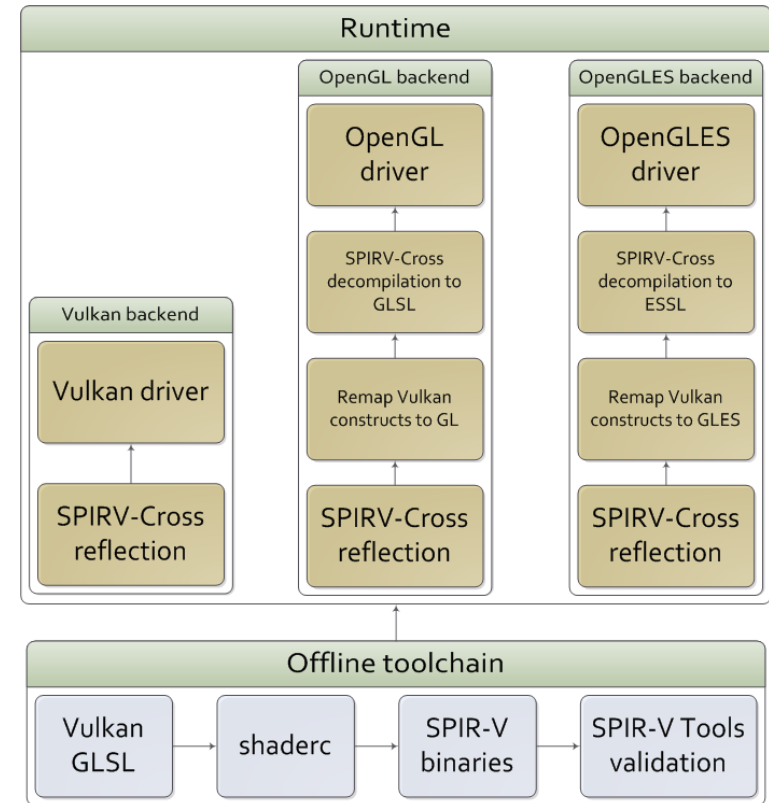 Runtime
OpenGL backend
OpenGL
driver
SPIRV-Cross
decompilation to
GLSL
Remap Vulkan
constructs to GL
SPIRV-Cross
reflection
OpenGLES backend
OpenGLES
driver
SPIRV-Cross
decompilation to
ESSL
Remap Vulkan
constructs to GLES
SPIRV-Cross
reflection
Vulkan backend
Vulkan driver
SPIRV-Cross
reflection
Offline toolchain
Vulkan
GLSL
shaderc
SPIR-V
binaries
SPIR-V Tools
validation